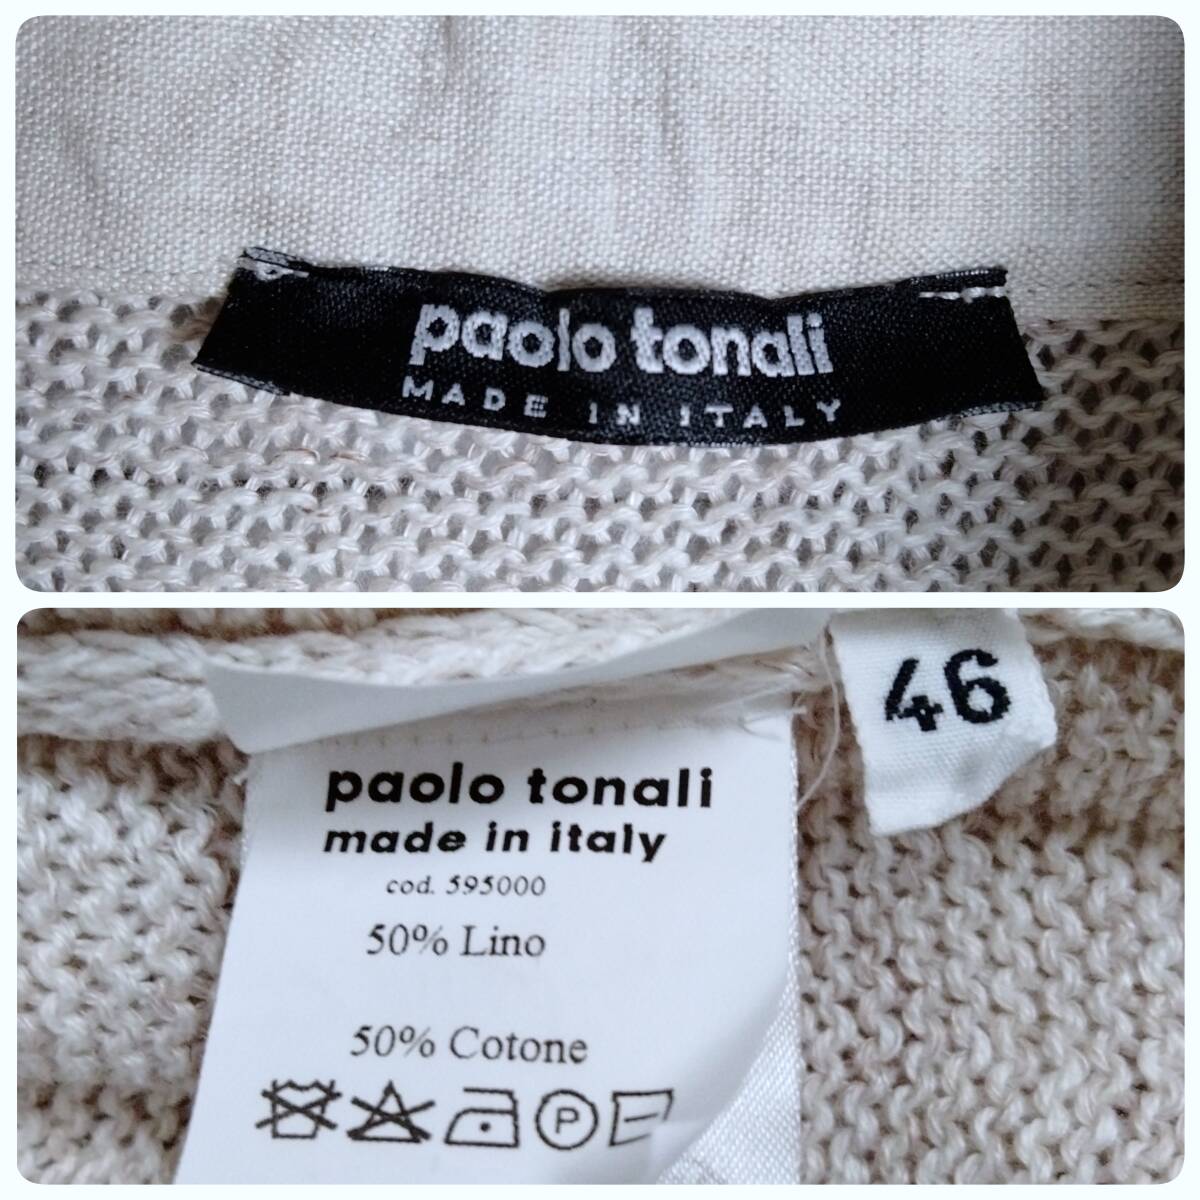 paolo tonali
MADE IN ITALY
46
paolo tonali
made in italy
cod. 595000
50% Lino
50% Cotone
P